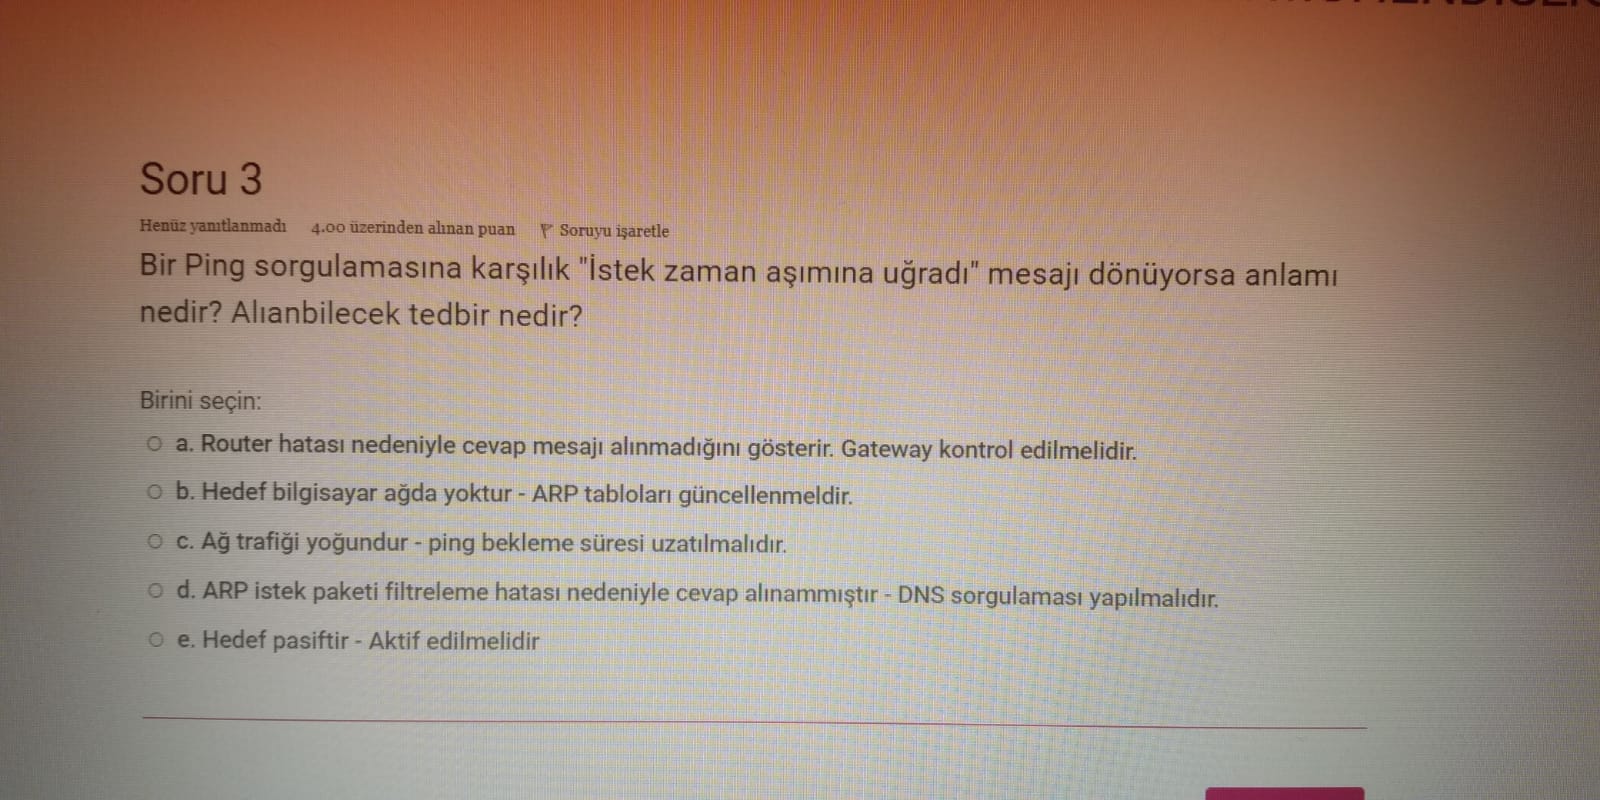 Soru 3
Henüz yanıtlanmadı 4.00 üzerinden alınan puan Soruyu işaretle
Bir Ping sorgulamasına karşılık "İstek zaman aşımına uğradı" mesajı dönüyorsa anlamı
nedir? Alıanbilecek tedbir nedir?
Birini seçin:
a. Router hatası nedeniyle cevap mesajı alınmadığını gösterir. Gateway kontrol edilmelidir.
b. Hedef bilgisayar ağda yoktur - ARP tabloları güncellenmeldir.
c. Ağ trafiği yoğundur - ping bekleme süresi uzatılmalıdır.
d. ARP istek paketi filtreleme hatası nedeniyle cevap alınammıştır - DNS sorgulaması yapılmalıdır.
e. Hedef pasiftir - Aktif edilmelidir